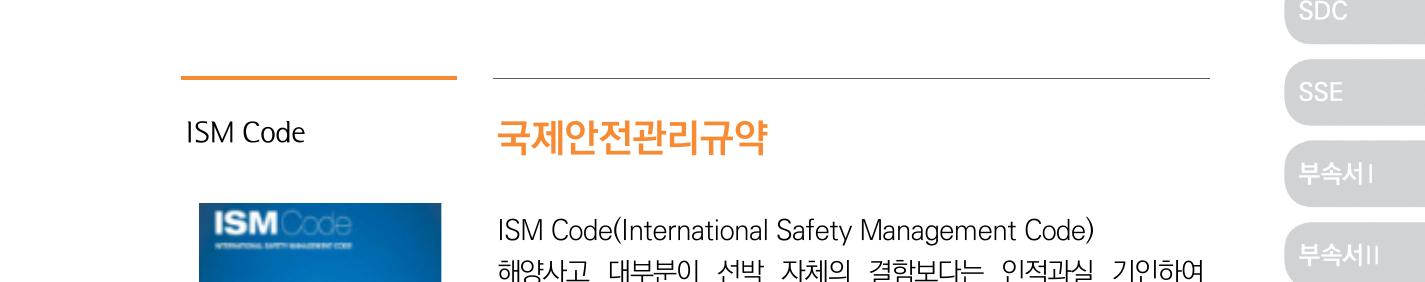 SDC
SSE
ISM Code
국제안전관리규약
부속서 I
ISM Code
INTERNATIONAL SAFETY MANAGEMENT CODE
ISM Code(International Safety Management Code)
부속서 II
해양사고 대부분이 선박 자체의 결함보다는 인적과실 기인하여